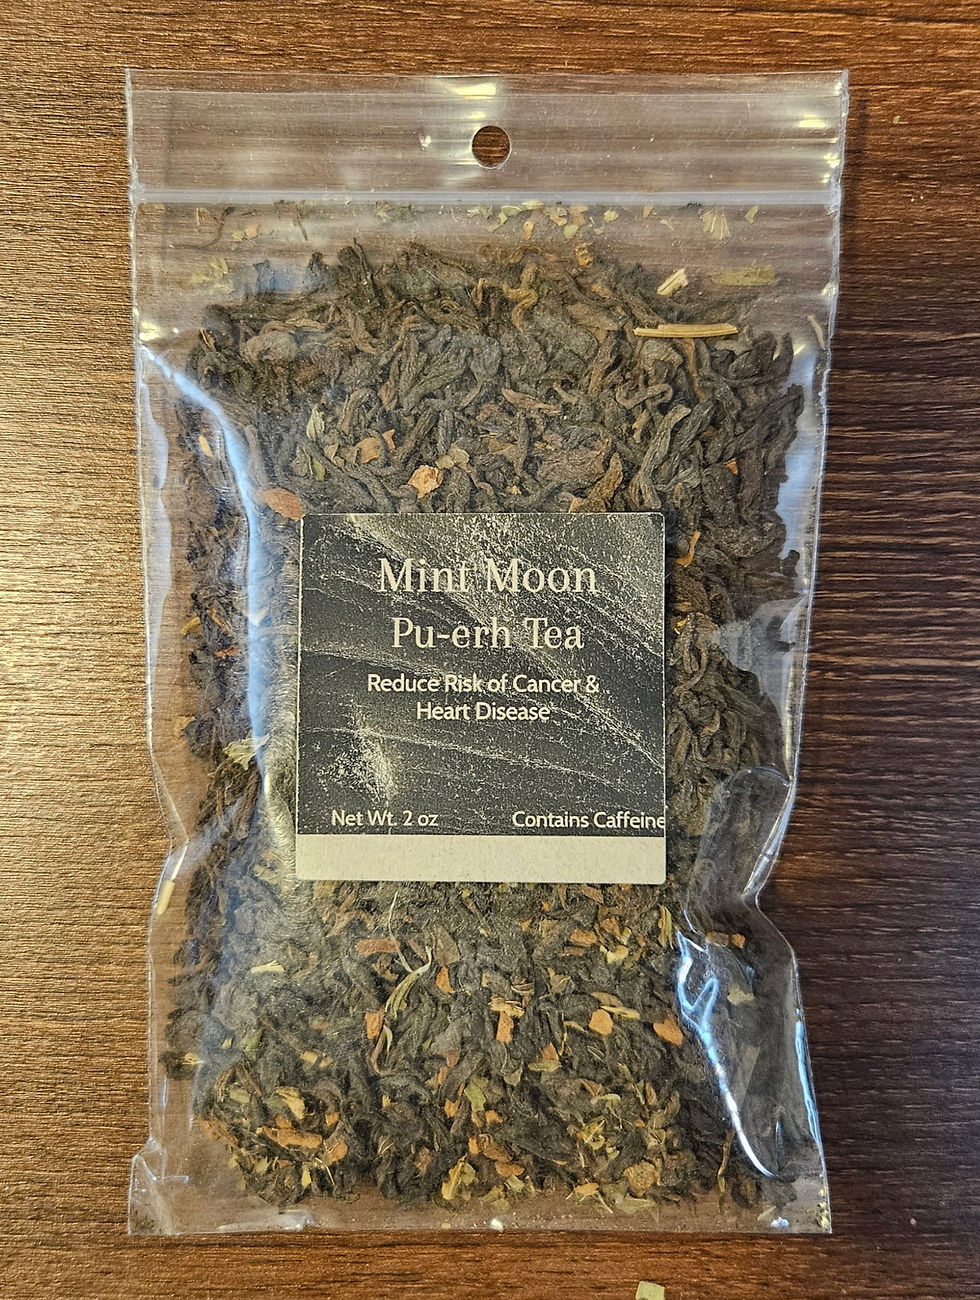 Mint Moon
Pu-erh Tea
Reduce Risk of Cancer &
Heart Disease
Net Wt. 2 oz Contains Caffeine